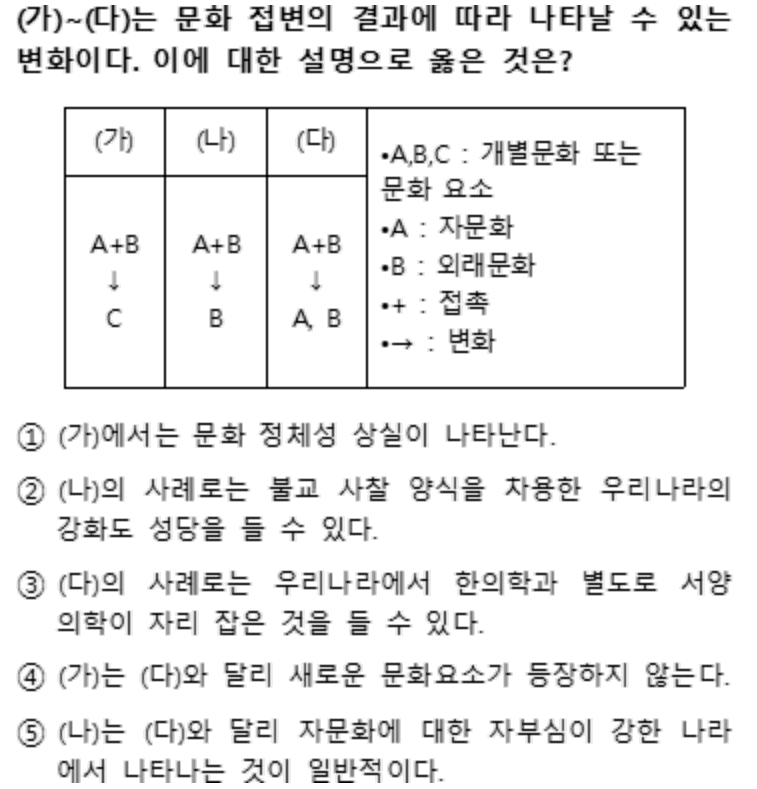 (가)~(다)는 문화 접변의 결과에 따라 나타날 수 있는
변화이다. 이에 대한 설명으로 옳은 것은?
(가) (나) (다)
A+B A+B A+B
↓ ↓ ↓
C B A, B
•A,B,C : 개별문화 또는
문화 요소
•A : 자문화
•B : 외래문화
•+ : 접촉
•→ : 변화
① (가)에서는 문화 정체성 상실이 나타난다.
② (나)의 사례로는 불교 사찰 양식을 차용한 우리나라의
강화도 성당을 들 수 있다.
③ (다)의 사례로는 우리나라에서 한의학과 별도로 서양
의학이 자리 잡은 것을 들 수 있다.
④ (가)는 (다)와 달리 새로운 문화요소가 등장하지 않는다.
⑤ (나)는 (다)와 달리 자문화에 대한 자부심이 강한 나라
에서 나타나는 것이 일반적이다.